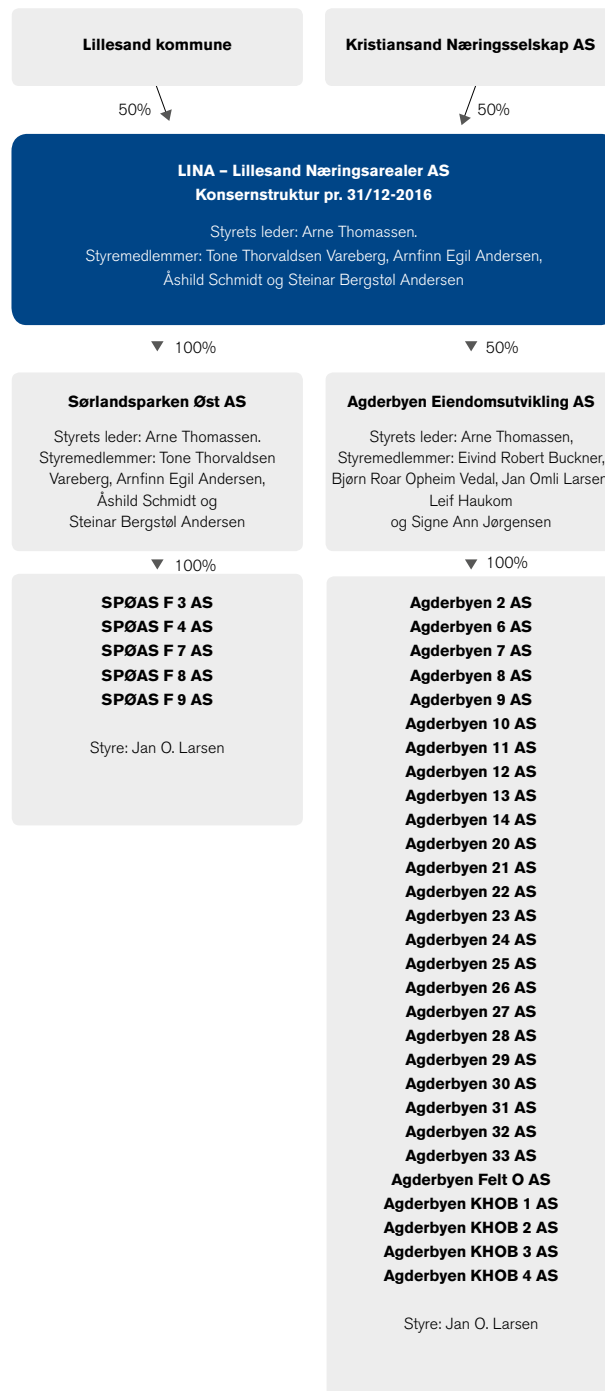 Lillesand kommune
Kristiansand Næringsselskap AS
50%
50%
LINA – Lillesand Næringsarealer AS
Konsernstruktur pr. 31/12-2016
Styrets leder: Arne Thomassen.
Styremedlemmer: Tone Thorvaldsen Vareberg, Arnfinn Egil Andersen,
Åshild Schmidt og Steinar Bergstøl Andersen
100%
50%
Sørlandsparken Øst AS
Styrets leder: Arne Thomassen.
Styremedlemmer: Tone Thorvaldsen
Vareberg, Arnfinn Egil Andersen,
Åshild Schmidt og
Steinar Bergstøl Andersen
100%
SPØAS F 3 AS
SPØAS F 4 AS
SPØAS F 7 AS
SPØAS F 8 AS
SPØAS F 9 AS
Styre: Jan O. Larsen
Agderbyen Eiendomsutvikling AS
Styrets leder: Arne Thomassen,
Styremedlemmer: Eivind Robert Buckner,
Bjørn Roar Opheim Vedal, Jan Omli Larsen
Leif Haukom
og Signe Ann Jørgensen
100%
Agderbyen 2 AS
Agderbyen 6 AS
Agderbyen 7 AS
Agderbyen 8 AS
Agderbyen 9 AS
Agderbyen 10 AS
Agderbyen 11 AS
Agderbyen 12 AS
Agderbyen 13 AS
Agderbyen 14 AS
Agderbyen 20 AS
Agderbyen 21 AS
Agderbyen 22 AS
Agderbyen 23 AS
Agderbyen 24 AS
Agderbyen 25 AS
Agderbyen 26 AS
Agderbyen 27 AS
Agderbyen 28 AS
Agderbyen 29 AS
Agderbyen 30 AS
Agderbyen 31 AS
Agderbyen 32 AS
Agderbyen 33 AS
Agderbyen Felt O AS
Agderbyen KHOB 1 AS
Agderbyen KHOB 2 AS
Agderbyen KHOB 3 AS
Agderbyen KHOB 4 AS
Styre: Jan O. Larsen